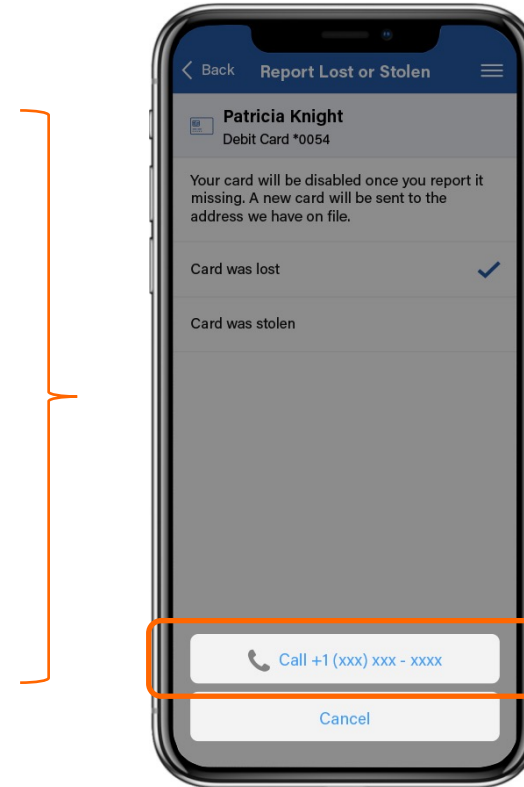 Back Report Lost or Stolen
Patricia Knight
Debit Card *0054
Your card will be disabled once you report it
missing. A new card will be sent to the
address we have on file.
Card was lost
Card was stolen
Call +1 (xxx) xxx - xxxx
Cancel